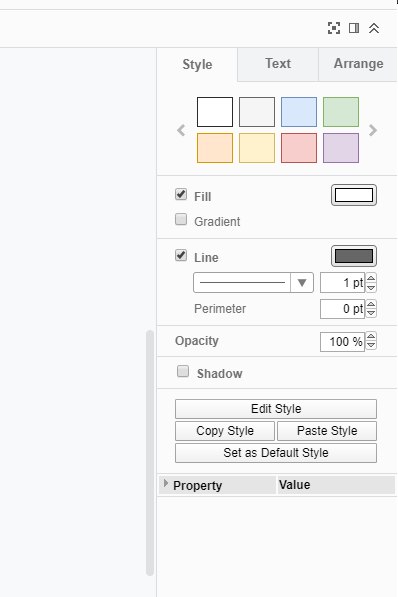 Style Text Arrange
Fill
Gradient
Line
1 pt
Perimeter 0 pt
Opacity 100 %
Shadow
Edit Style
Copy Style Paste Style
Set as Default Style
Property Value